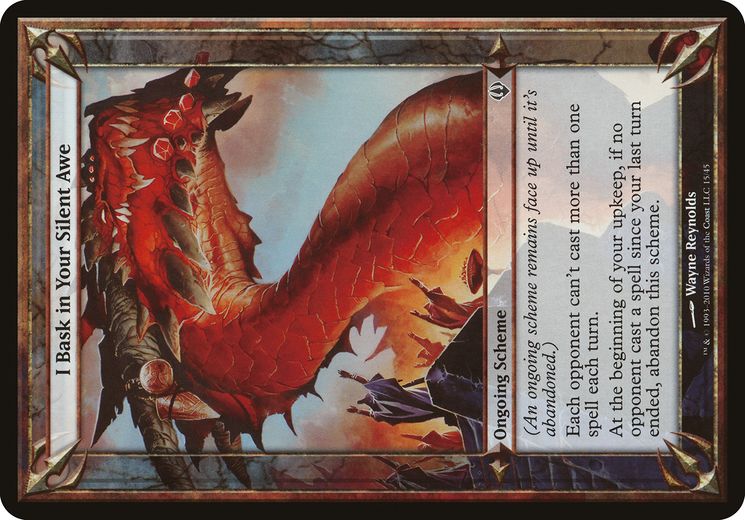 I Bask in Your Silent Awe
Ongoing Scheme
(An ongoing scheme remains face up until it's
abandoned.)
Each opponent can't cast more than one
spell each turn.
At the beginning of your upkeep, if no
opponent cast a spell since your last turn
ended, abandon this scheme.
Wayne Reynolds
™ & © 1993–2010 Wizards of the Coast LLC 15/45